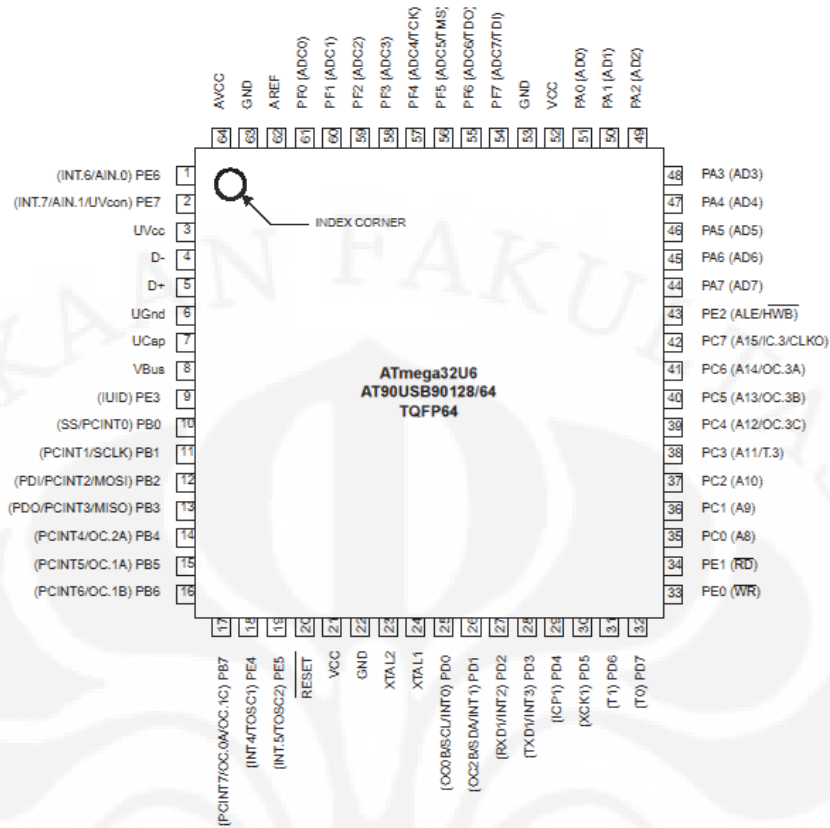 AVCC
GND
AREF
PF0 (ADC0)
PF1 (ADC1)
PF2 (ADC2)
PF3 (ADC3)
PF4 (ADC4/TCK)
PF5 (ADC5/TMS)
PF6 (ADC6/TDO)
PF7 (ADC7/TDI)
GND
VCC
PA0 (AD0)
PA1 (AD1)
PA2 (AD2)
64 63 62 61 60 59 58 57 56 55 54 53 52 51 50 49
(INT.6/AIN.0) PE6 1
(INT.7/AIN.1/UVcon) PE7 2
UVcc 3
D- 4
D+ 5
UGnd 6
UCap 7
VBus 8
(IUID) PE3 9
(SS/PCINT0) PB0 10
(PCINT1/SCLK) PB1 11
(PDI/PCINT2/MOSI) PB2 12
(PDO/PCINT3/MISO) PB3 13
(PCINT4/OC.2A) PB4 14
(PCINT5/OC.1A) PB5 15
(PCINT6/OC.1B) PB6 16
INDEX CORNER
KAAN FAKULTAS
ATmega32U6
AT90USB90128/64
TQFP64
48 PA3 (AD3)
47 PA4 (AD4)
46 PA5 (AD5)
45 PA6 (AD6)
44 PA7 (AD7)
43 PE2 (ALE/HWB)
42 PC7 (A15/IC.3/CLKO)
41 PC6 (A14/OC.3A)
40 PC5 (A13/OC.3B)
39 PC4 (A12/OC.3C)
38 PC3 (A11/T.3)
37 PC2 (A10)
36 PC1 (A9)
35 PC0 (A8)
34 PE1 (RD)
33 PE0 (WR)
17 18 19 20 21 22 23 24 25 26 27 28 29 30 31 32
(PCINT7/OC.0A/OC.1C) PB7
(INT4/TOSC1) PE4
(INT.5/TOSC2) PE5
RESET
VCC
GND
XTAL2
XTAL1
(OC0B/SCL/INT0) PD0
(OC2B/SDA/INT1) PD1
(RXD1/INT2) PD2
(TXD1/INT3) PD3
(ICP1) PD4
(XCK1) PD5
(T1) PD6
(T0) PD7